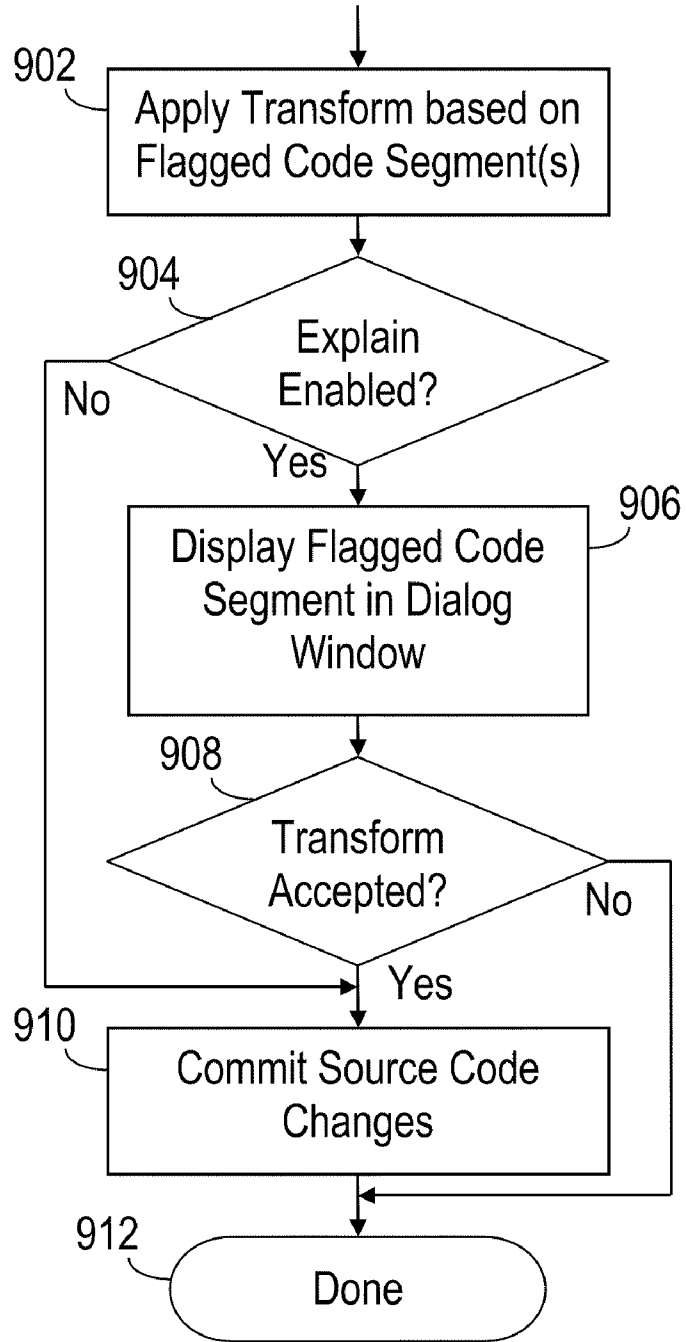 902
Apply Transform based on
Flagged Code Segment(s)
904
Explain
Enabled?
No
Yes
906
Display Flagged Code
Segment in Dialog
Window
908
Transform
Accepted?
No
Yes
910
Commit Source Code
Changes
912
Done